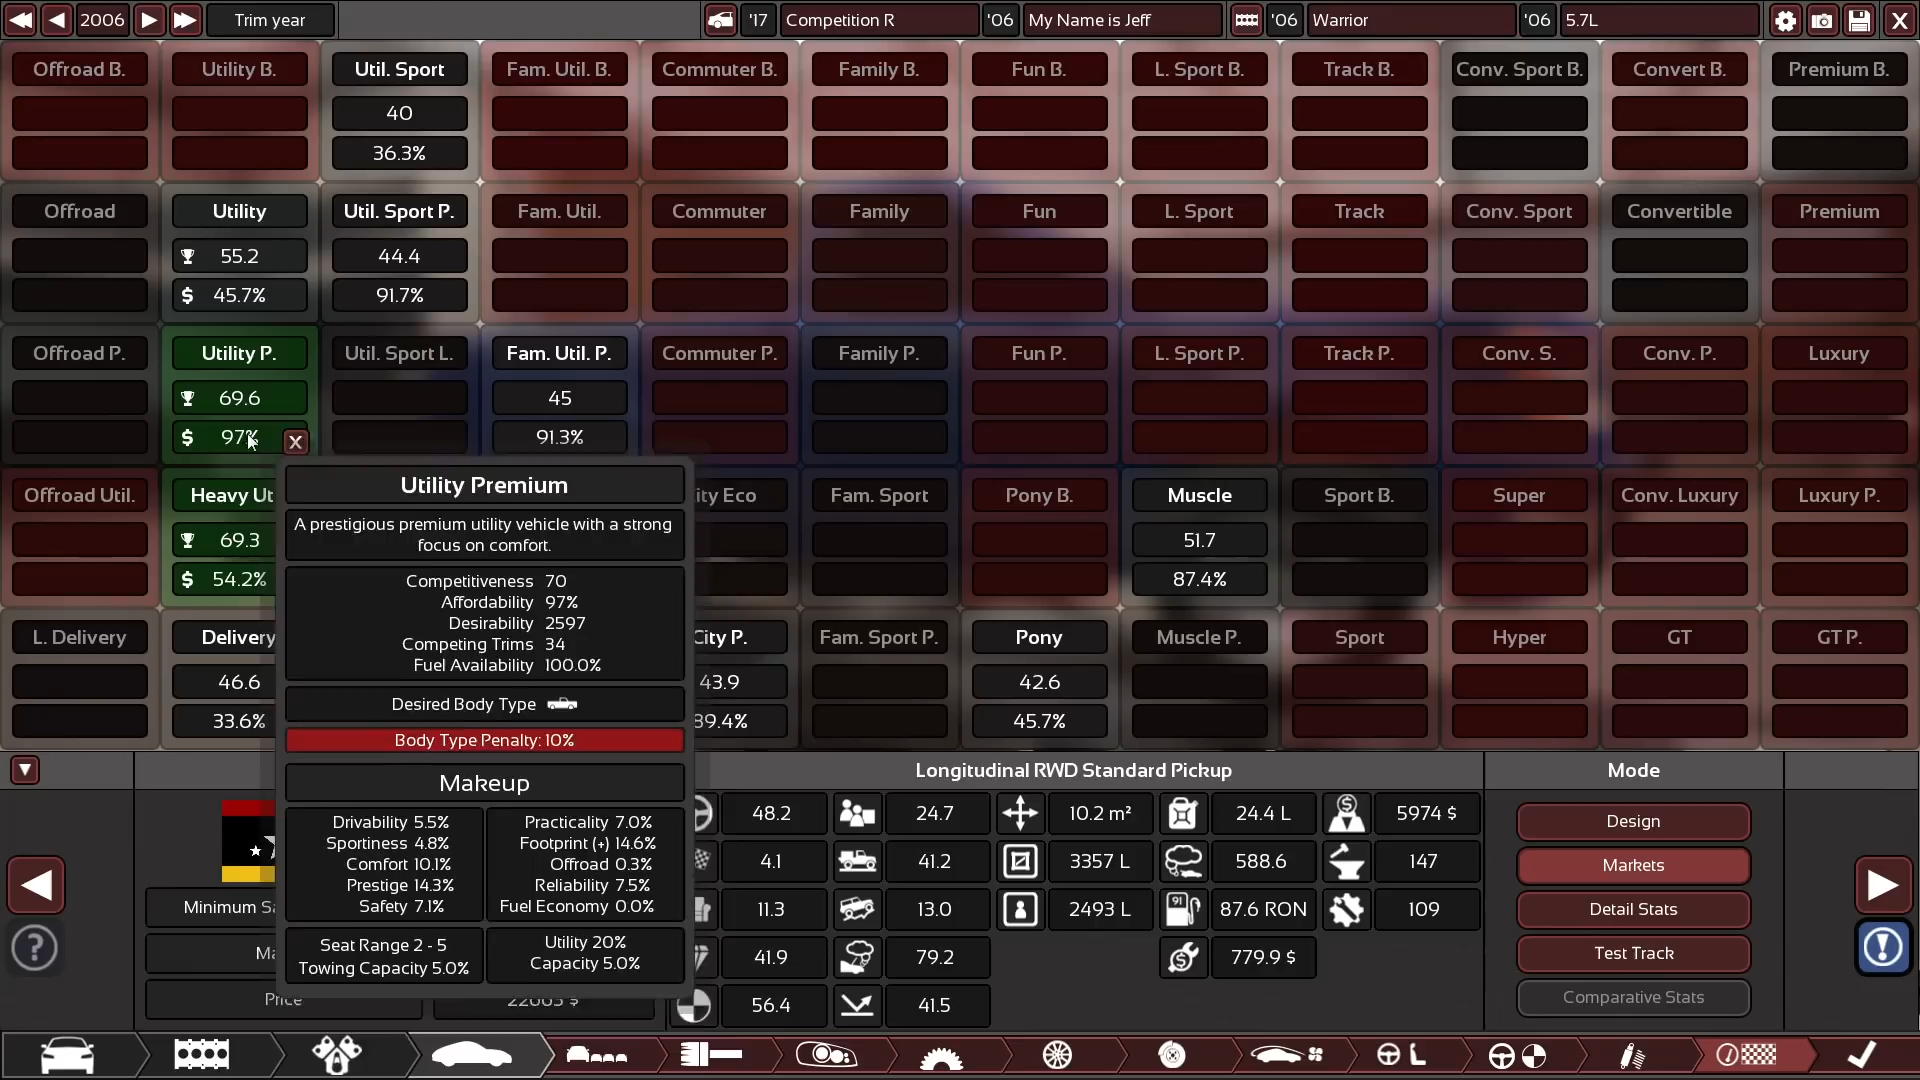 2006 Trim year '17 Competition R '06 My Name is Jeff '06 Warrior '06 5.7L X
Offroad B. Utility B. Util. Sport Fam. Util. B. Commuter B. Family B. Fun B. L. Sport B. Track B. Conv. Sport B. Convert B. Premium B.
40
36.3%
Offroad Utility Util. Sport P. Fam. Util. Commuter Family Fun L. Sport Track Conv. Sport Convertible Premium
55.2 44.4
$ 45.7% 91.7%
Offroad P. Utility P. Util. Sport L. Fam. Util. P. Commuter P. Family P. Fun P. L. Sport P. Track P. Conv. S. Conv. P. Luxury
69.6 45
$ 97% X 91.3%
Offroad Util. Heavy Ut ity Eco Fam. Sport Pony B. Muscle Sport B. Super Conv. Luxury Luxury P.
69.3 51.7
$ 54.2% 87.4%
L. Delivery Delivery City P. Fam. Sport P. Pony Muscle P. Sport Hyper GT GT P.
46.6 43.9 42.6
33.6% 39.4% 45.7%
Utility Premium
A prestigious premium utility vehicle with a strong
focus on comfort.
Competitiveness 70
Affordability 97%
Desirability 2597
Competing Trims 34
Fuel Availability 100.0%
Desired Body Type
Body Type Penalty: 10%
Makeup
Drivability 5.5% Practicality 7.0%
Sportiness 4.8% Footprint (+) 14.6%
Comfort 10.1% Offroad 0.3%
Prestige 14.3% Reliability 7.5%
Safety 7.1% Fuel Economy 0.0%
Seat Range 2 - 5 Utility 20%
Towing Capacity 5.0% Capacity 5.0%
Minimum Sa
Ma
Price 22663 $
Longitudinal RWD Standard Pickup
48.2 24.7 10.2 m² 24.4 L 5974 $
4.1 41.2 3357 L 588.6 147
11.3 13.0 2493 L 91 87.6 RON 109
41.9 79.2 779.9 $
56.4 41.5
Mode
Design
Markets
Detail Stats
Test Track
Comparative Stats
?